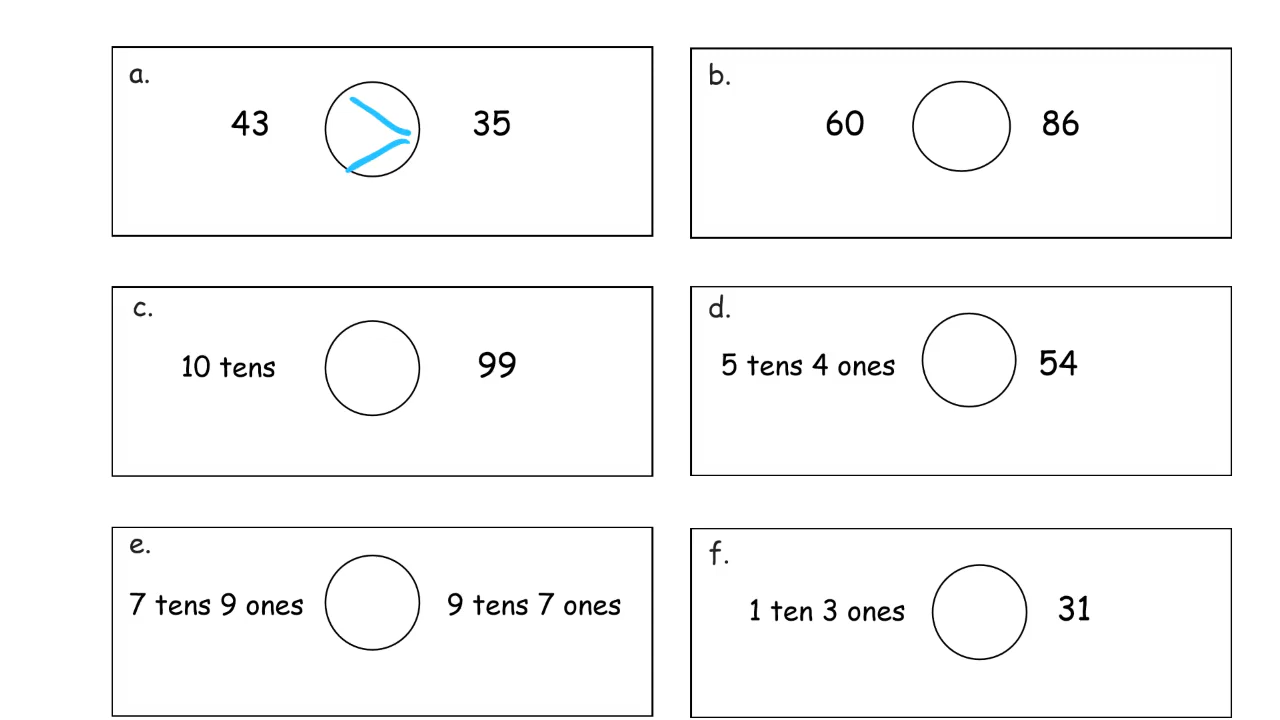 a.
43 > 35
b.
60 86
c.
10 tens 99
d.
5 tens 4 ones 54
e.
7 tens 9 ones 9 tens 7 ones
f.
1 ten 3 ones 31